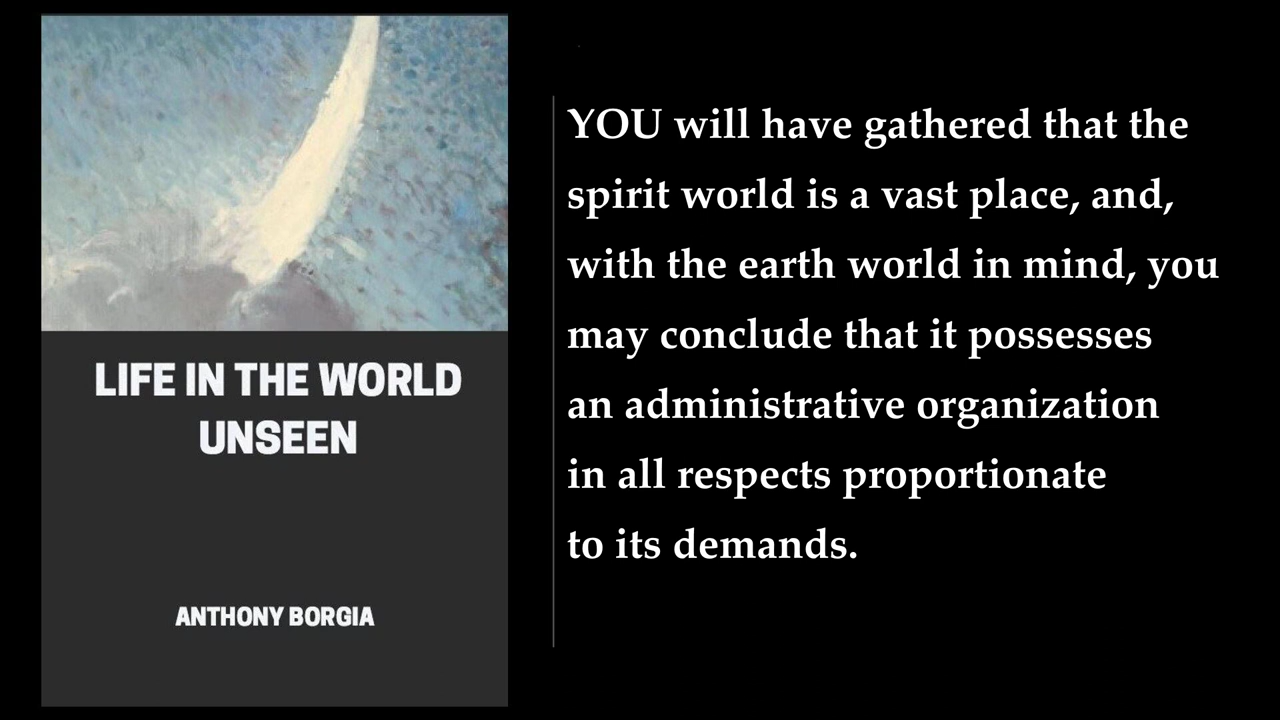 LIFE IN THE WORLD
UNSEEN
ANTHONY BORGIA
YOU will have gathered that the
spirit world is a vast place, and,
with the earth world in mind, you
may conclude that it possesses
an administrative organization
in all respects proportionate
to its demands.